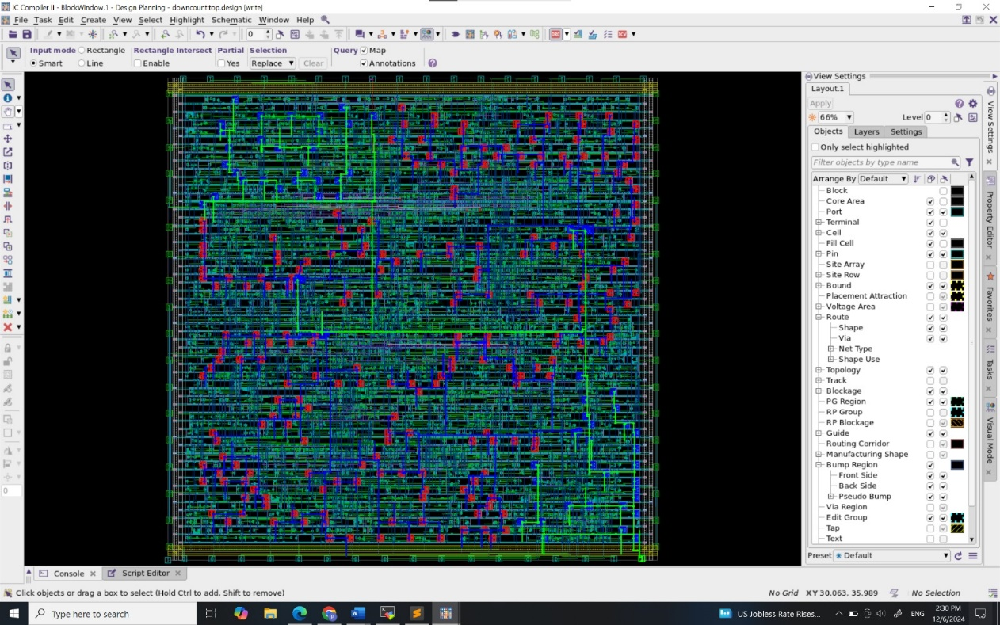 IC Compiler II - BlockWindow.1 - Design Planning - downcount:top.design [write]
File Task Edit Create View Select Highlight Architect Schematic Window Help
0
Input mode Rectangle Rectangle Intersect Partial Selection Query Map
Smart Line Enable Yes Replace Clear Annotations
View Settings
Layout.1
Apply
66% Level 0
Objects Layers Settings
Only select highlighted
Filter objects by type name
Arrange By Default
Block
Core Area
Port
Terminal
Cell
Fill Cell
Pin
Site Array
Site Row
Bound
Placement Attraction
Voltage Area
Route
Shape
Via
Net Type
Shape Use
Topology
Track
Blockage
PG Region
RP Group
RP Blockage
Guide
Routing Corridor
Manufacturing Shape
Bump Region
Front Side
Back Side
Pseudo Bump
Via Region
Edit Group
Tap
Text
Preset Default
View Settings
Property Editor
Favorites
Tasks
Visual Mode
0
Console Script Editor
Click objects or drag a box to select (Hold Ctrl to add, Shift to remove)
No Grid XY 30.063, 35.989 No Selection
Type here to search
US Jobless Rate Rises...
ENG
2:30 PM
12/6/2024